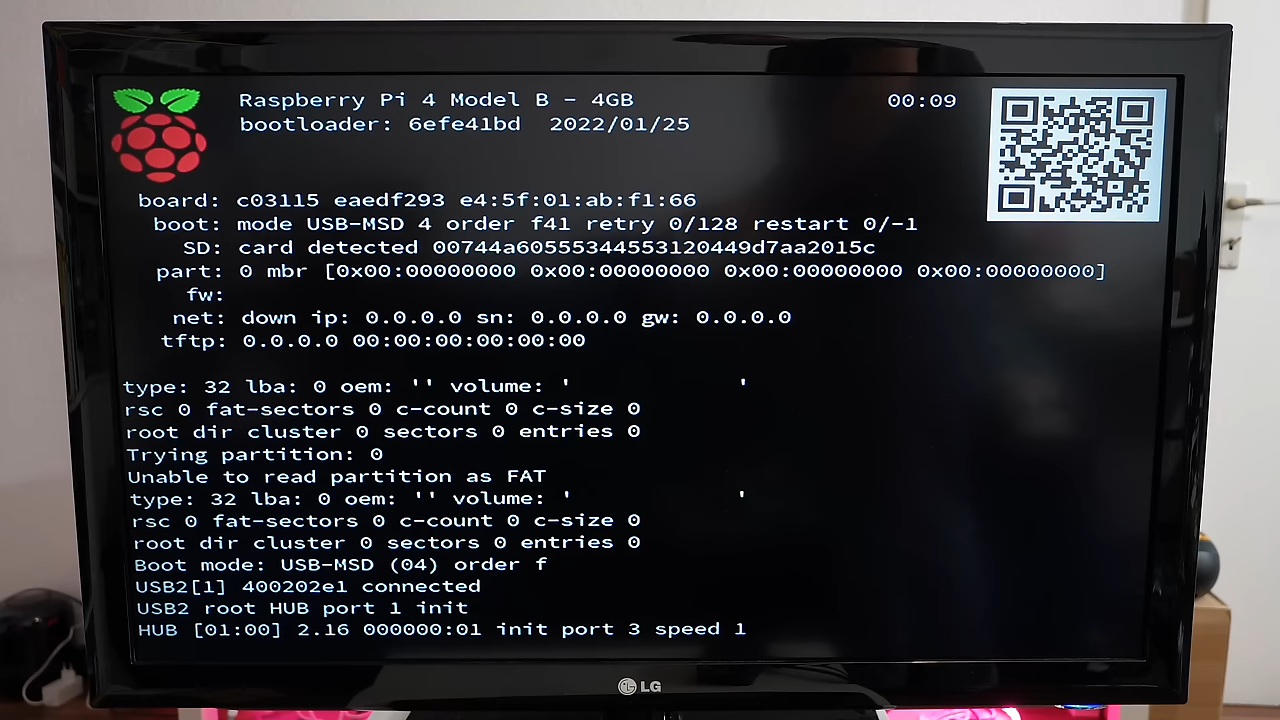 Raspberry Pi 4 Model B - 4GB 00:09
bootloader: 6efe41bd 2022/01/25
board: c03115 eaedf293 e4:5f:01:ab:f1:66
boot: mode USB-MSD 4 order f41 retry 0/128 restart 0/-1
SD: card detected 00744a60555344553120449d7aa2015c
part: 0 mbr [0x00:00000000 0x00:00000000 0x00:00000000 0x00:00000000]
fw:
net: down ip: 0.0.0.0 sn: 0.0.0.0 gw: 0.0.0.0
tftp: 0.0.0.0 00:00:00:00:00:00
type: 32 lba: 0 oem: '' volume: ' '
rsc 0 fat-sectors 0 c-count 0 c-size 0
root dir cluster 0 sectors 0 entries 0
Trying partition: 0
Unable to read partition as FAT
type: 32 lba: 0 oem: '' volume: ' '
rsc 0 fat-sectors 0 c-count 0 c-size 0
root dir cluster 0 sectors 0 entries 0
Boot mode: USB-MSD (04) order f
USB2[1] 400202e1 connected
USB2 root HUB port 1 init
HUB [01:00] 2.16 000000:01 init port 3 speed 1
LG